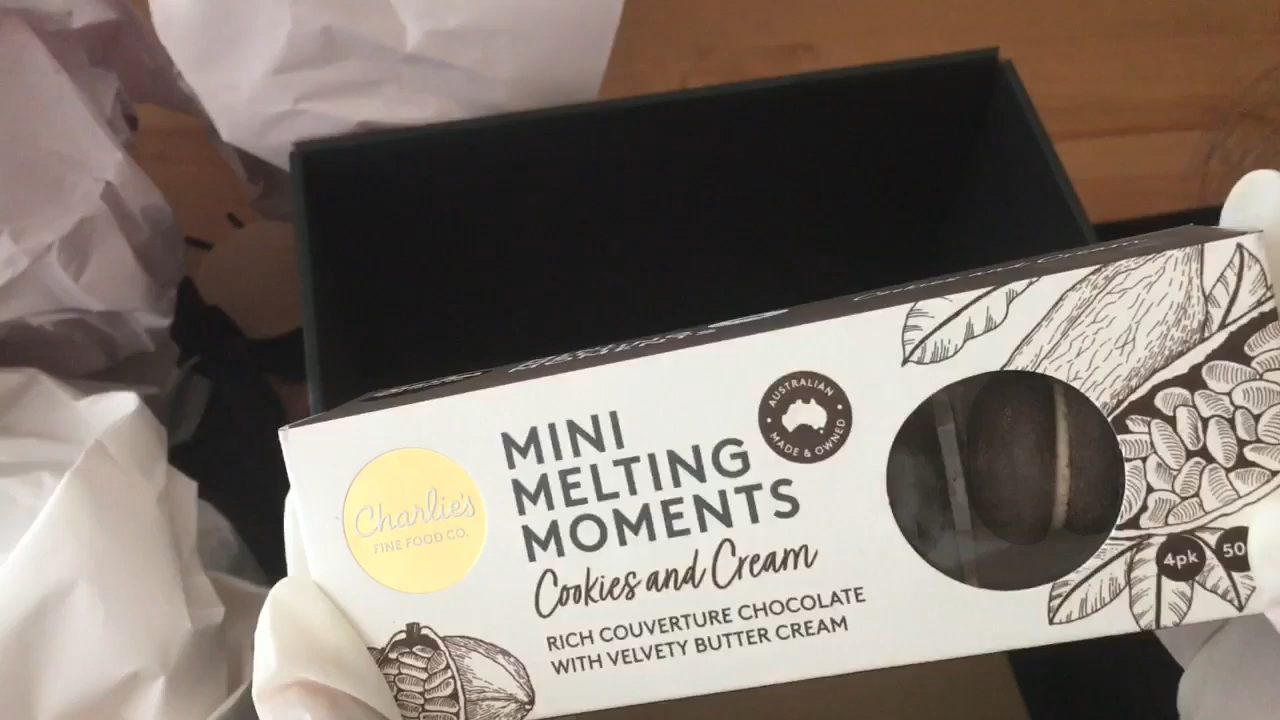 Charlie's
FINE FOOD CO.
MINI
MELTING
MOMENTS
Cookies and Cream
RICH COUVERTURE CHOCOLATE
WITH VELVETY BUTTER CREAM
AUSTRALIAN
MADE & OWNED
4pk
50